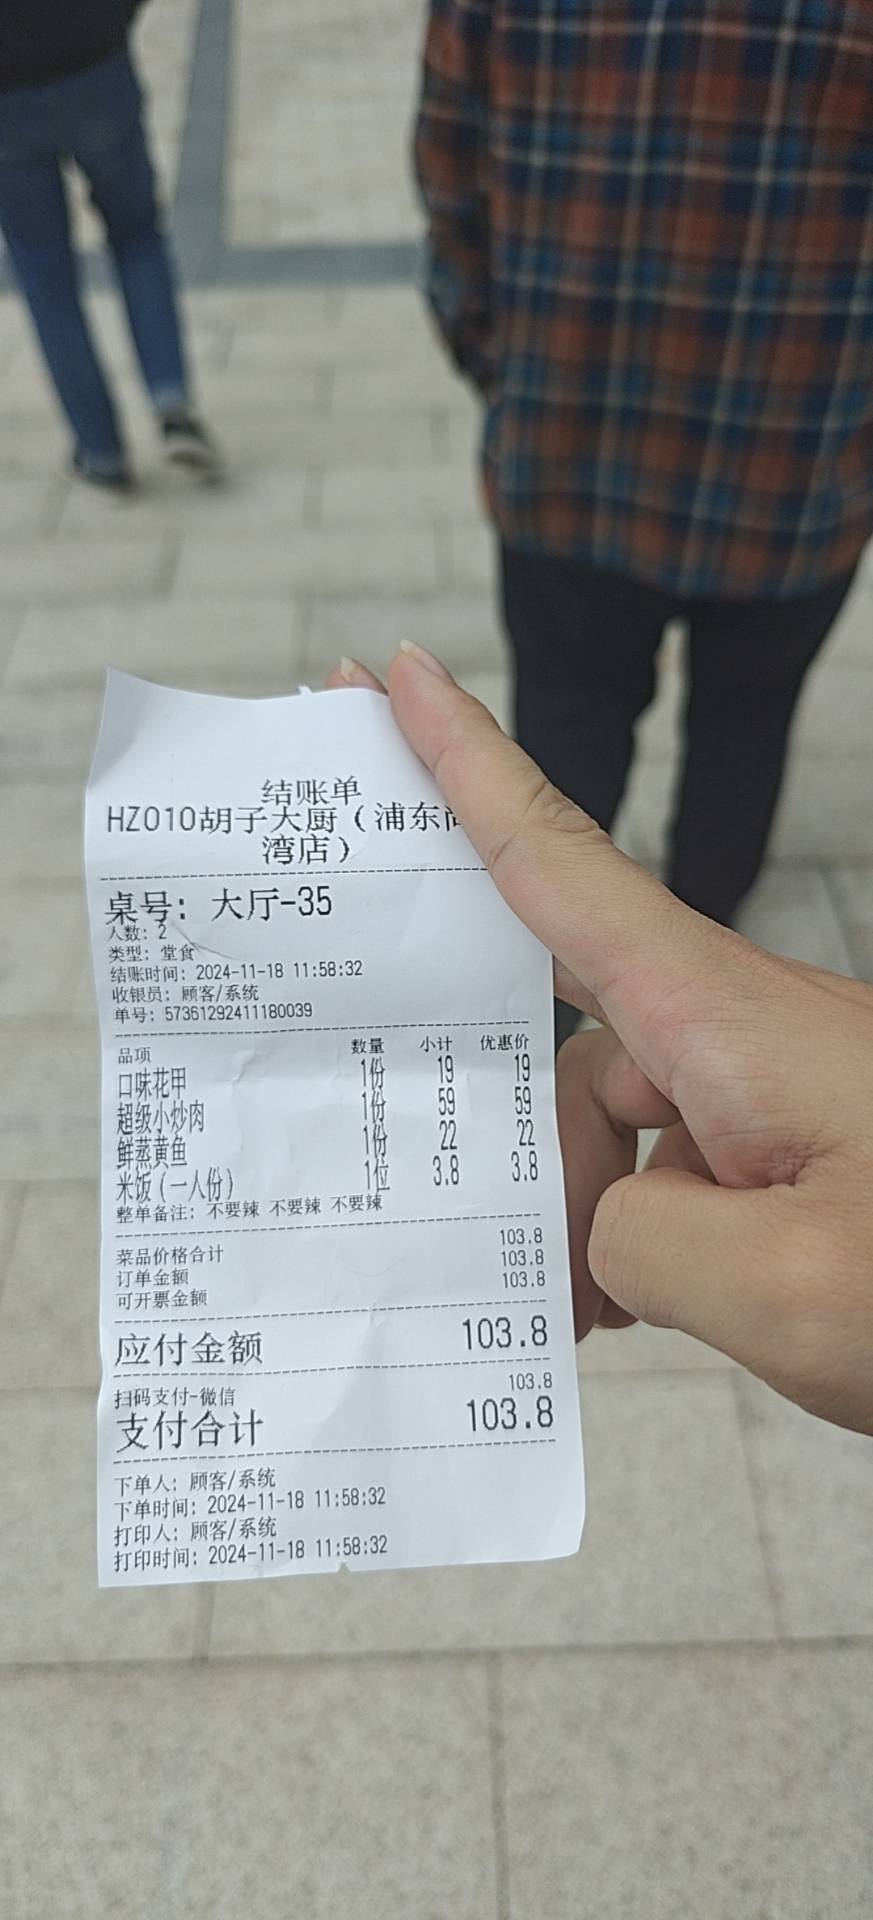 结账单
HZ010胡子大厨（浦东尚
湾店）
桌号: 大厅-35
人数: 2
类型: 堂食
结账时间: 2024-11-18 11:58:32
收银员: 顾客/系统
单号: 57361292411180039
品项 数量 小计 优惠价
口味花甲 1份 19 19
超级小炒肉 1份 59 59
鲜蒸黄鱼 1份 22 22
米饭（一人份） 1位 3.8 3.8
整单备注: 不要辣 不要辣 不要辣
菜品价格合计 103.8
订单金额 103.8
可开票金额 103.8
应付金额 103.8
扫码支付-微信 103.8
支付合计 103.8
下单人: 顾客/系统
下单时间: 2024-11-18 11:58:32
打印人: 顾客/系统
打印时间: 2024-11-18 11:58:32